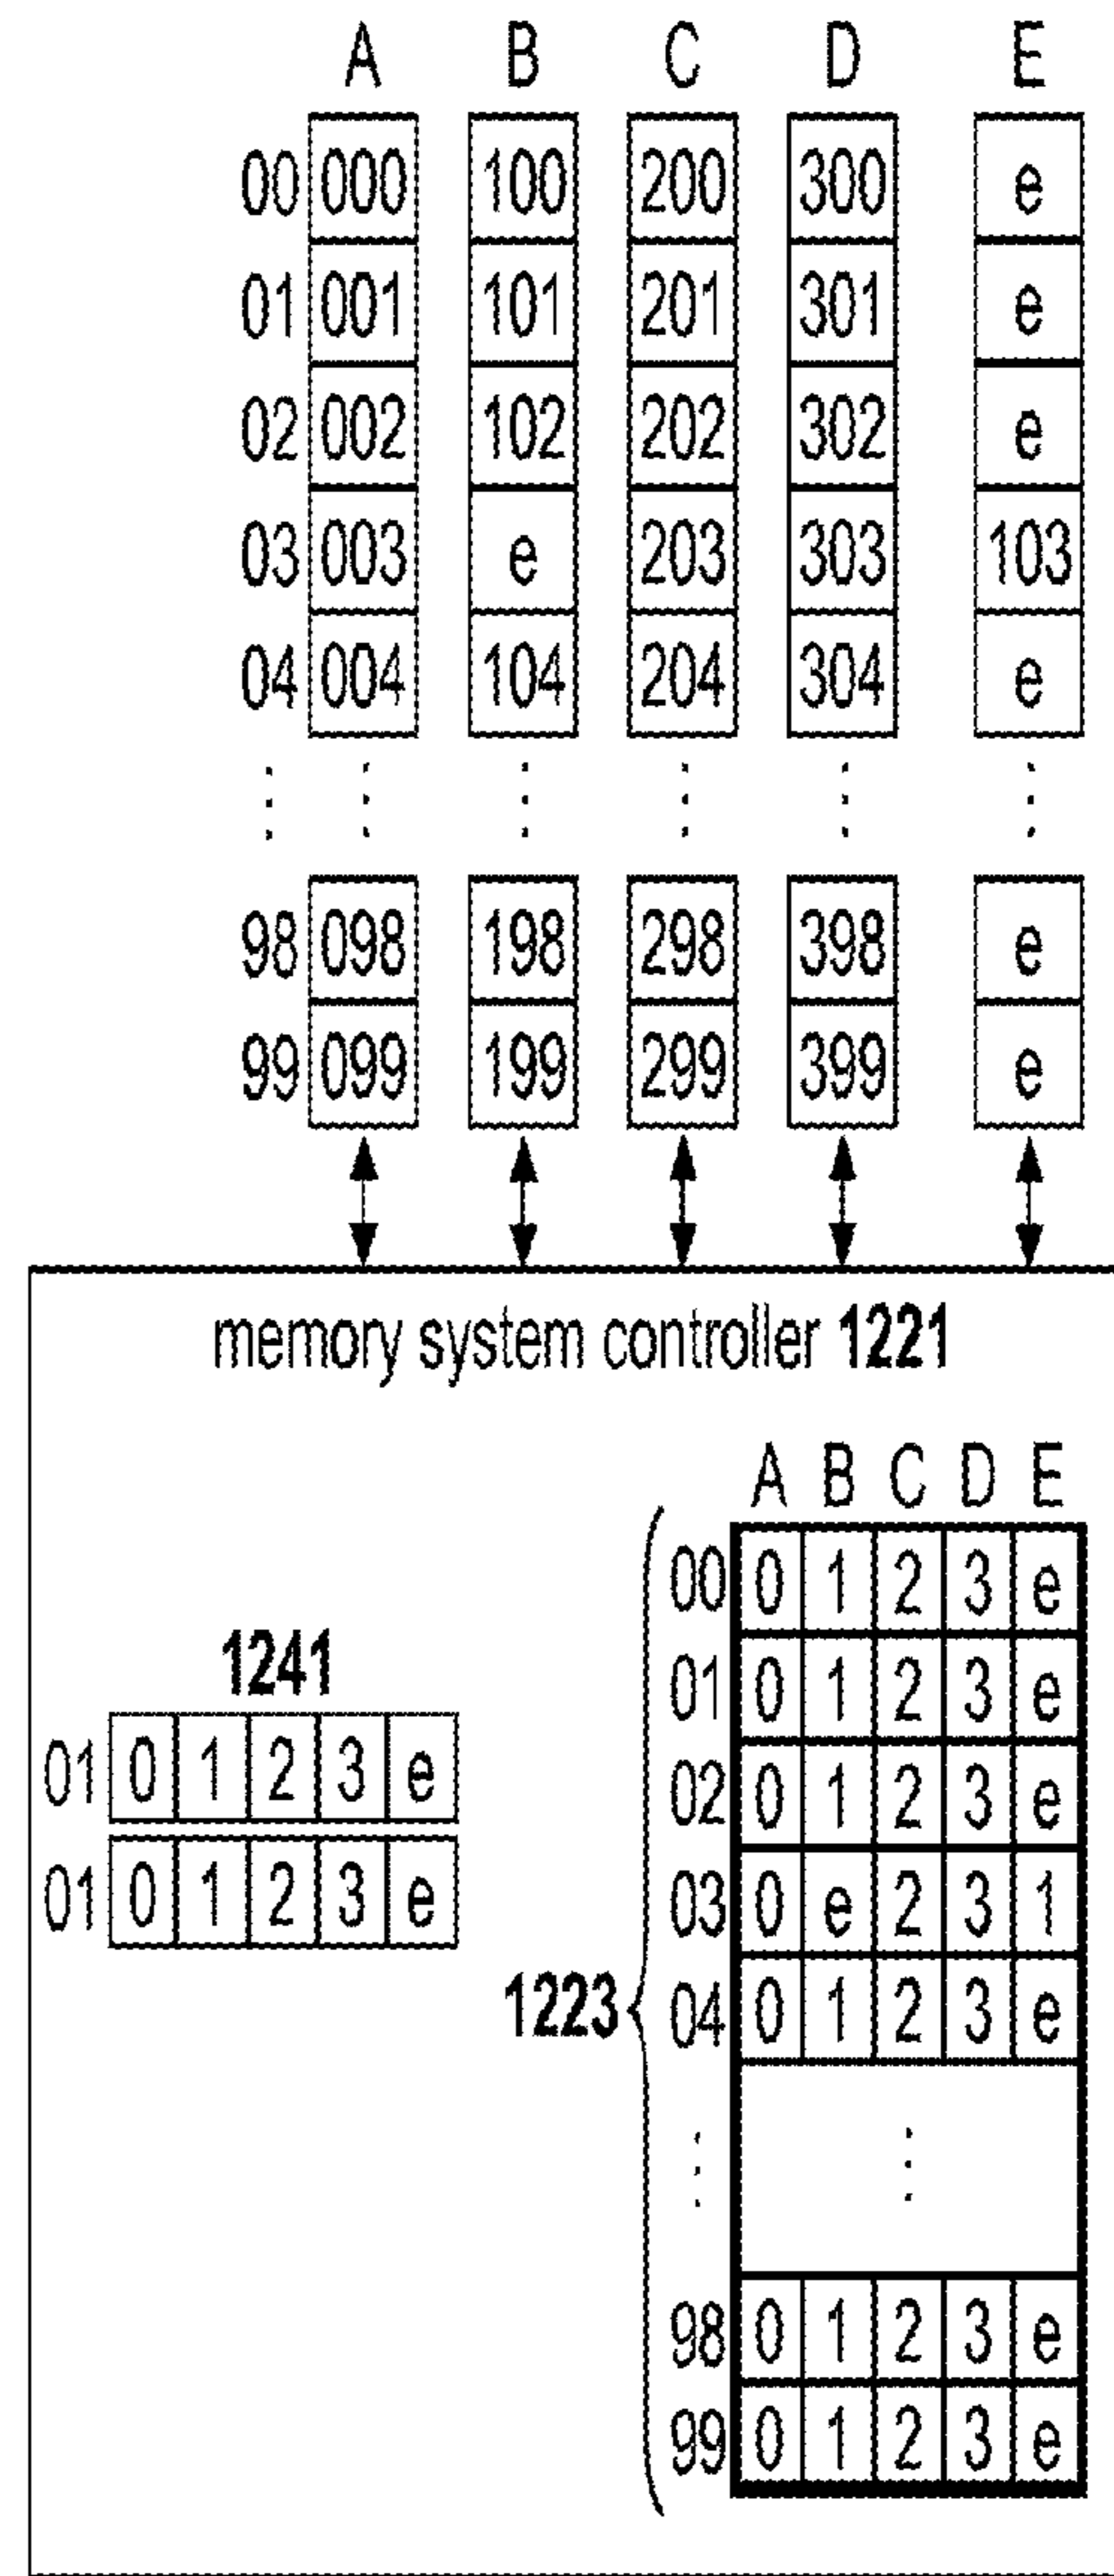 A B C D E
00 000 100 200 300 e
01 001 101 201 301 e
02 002 102 202 302 e
03 003 e 203 303 103
04 004 104 204 304 e
98 098 198 298 398 e
99 099 199 299 399 e
memory system controller 1221
A B C D E
00 0 1 2 3 e
1241
01 0 1 2 3 e
01 0 1 2 3 e
02 0 1 2 3 e
01 0 1 2 3 e
03 0 e 2 3 1
1223
04 0 1 2 3 e
98 0 1 2 3 e
99 0 1 2 3 e